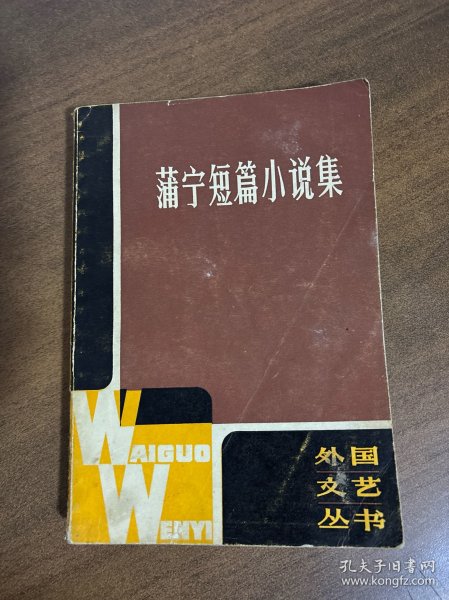 蒲宁短篇小说集
WAIGUO
WENYI
外国
文艺
丛书
孔夫子旧书网
www.kongfz.com